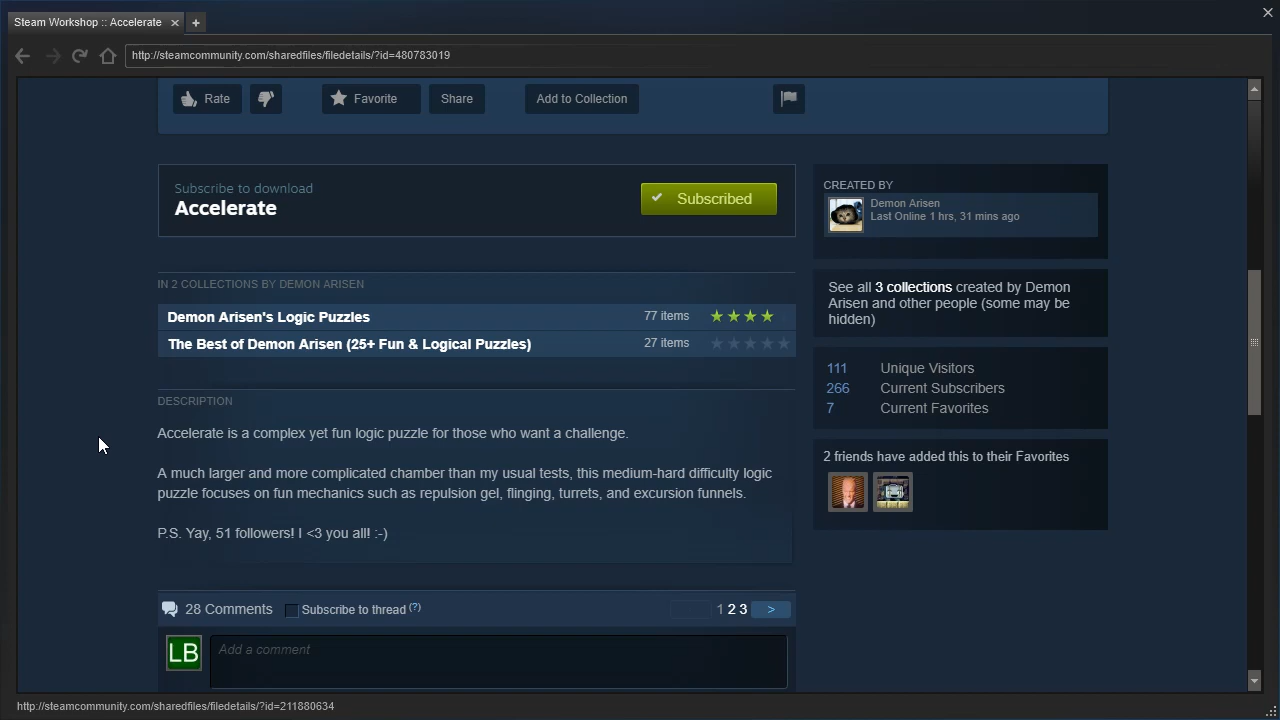 Steam Workshop :: Accelerate
http://steamcommunity.com/sharedfiles/filedetails/?id=480783019
Rate
Favorite
Share
Add to Collection
Subscribe to download
Accelerate
Subscribed
IN 2 COLLECTIONS BY DEMON ARISEN
Demon Arisen's Logic Puzzles 77 items
The Best of Demon Arisen (25+ Fun & Logical Puzzles) 27 items
DESCRIPTION
Accelerate is a complex yet fun logic puzzle for those who want a challenge.
A much larger and more complicated chamber than my usual tests, this medium-hard difficulty logic
puzzle focuses on fun mechanics such as repulsion gel, flinging, turrets, and excursion funnels.
P.S. Yay, 51 followers! I <3 you all! :-)
28 Comments Subscribe to thread (?) 1 2 3 >
LB
Add a comment
CREATED BY
Demon Arisen
Last Online 1 hrs, 31 mins ago
See all 3 collections created by Demon
Arisen and other people (some may be
hidden)
111 Unique Visitors
266 Current Subscribers
7 Current Favorites
2 friends have added this to their Favorites
http://steamcommunity.com/sharedfiles/filedetails/?id=211880634